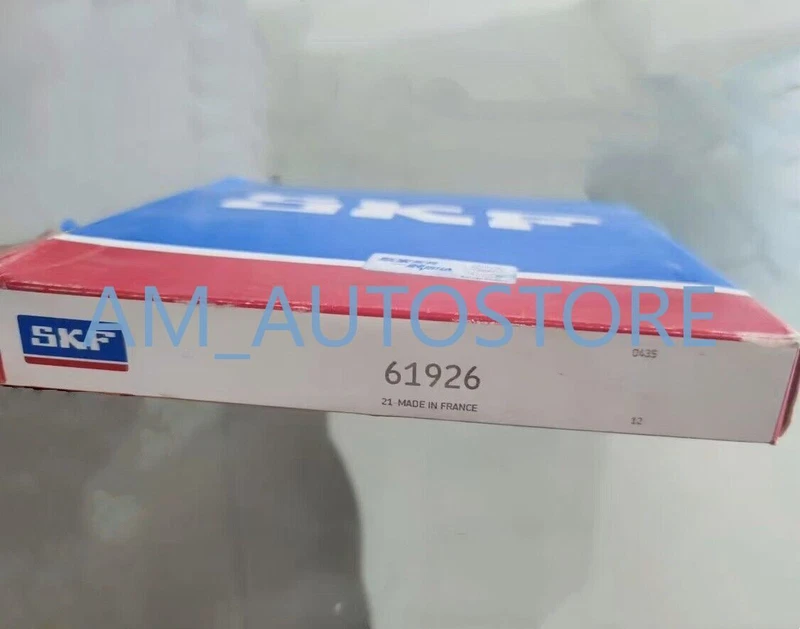 SKF
AM_AUTOSTORE
SKF
61926
0435
21 MADE IN FRANCE
12